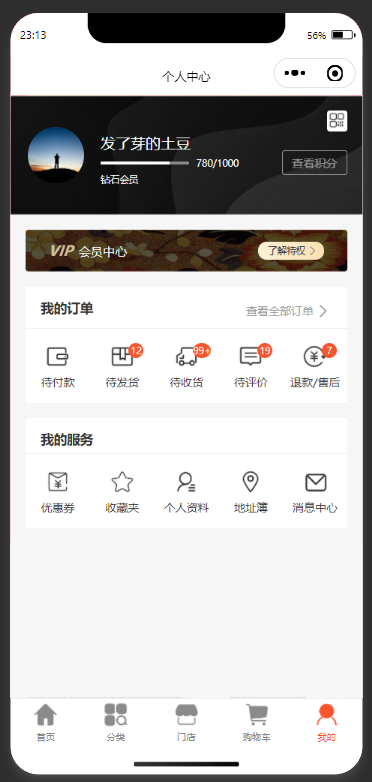 23:13
56%
个人中心
发了芽的土豆
780/1000
查看积分
钻石会员
VIP 会员中心
了解特权
我的订单
查看全部订单
12
99+
19
7
待付款
待发货
待收货
待评价
退款/售后
我的服务
优惠券
收藏夹
个人资料
地址簿
消息中心
首页
分类
门店
购物车
我的